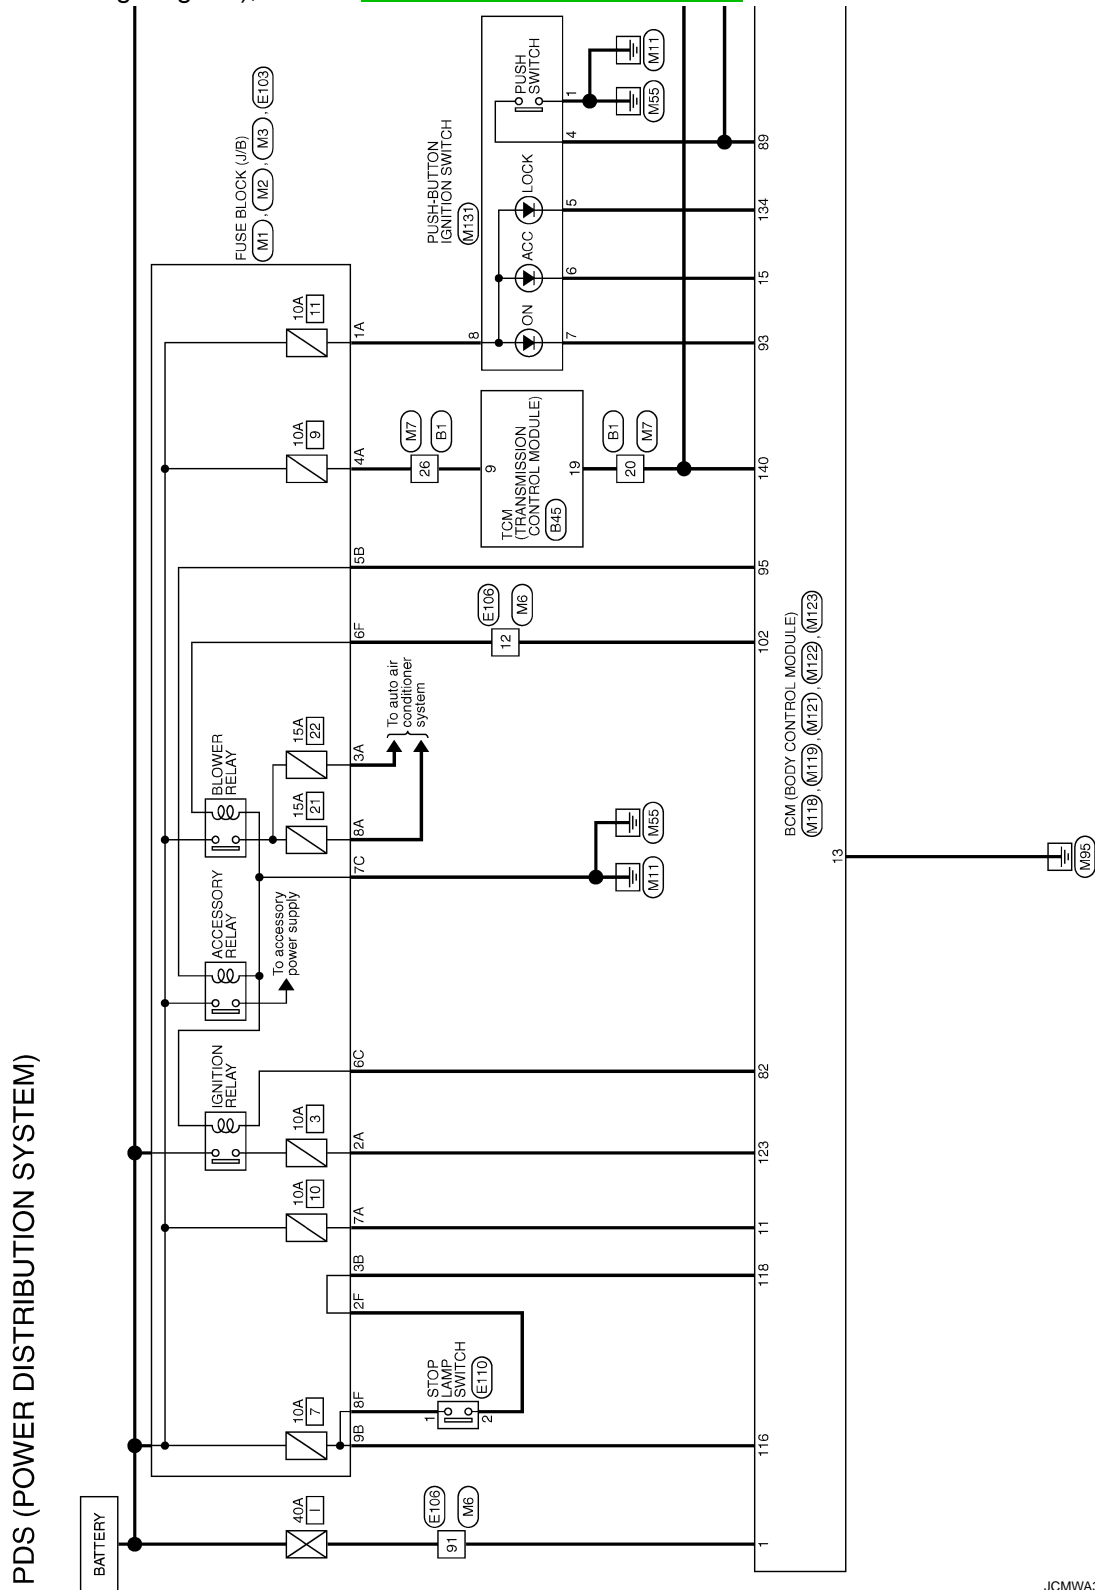 PDS (POWER DISTRIBUTION SYSTEM)
BATTERY
40A
I
E106
M6
91
1
10A
7
9B
8F
116
1
STOP
LAMP
SWITCH
E110
2
2F
3B
118
10A
10
7A
11
10A
3
2A
123
IGNITION
RELAY
6C
82
ACCESSORY
RELAY
To accessory
power supply
7C
M11
M55
13
M95
BLOWER
RELAY
15A
21
8A
15A
22
3A
To auto air
conditioner
system
6F
E106
M6
12
102
5B
95
BCM (BODY CONTROL MODULE)
M118 , M119 , M121 , M122 , M123
10A
9
4A
M7
B1
26
9
TCM
(TRANSMISSION
CONTROL MODULE)
B45
19
B1
M7
20
140
FUSE BLOCK (J/B)
M1 , M2 , M3 , E103
10A
11
1A
8
PUSH-BUTTON
IGNITION SWITCH
M131
ON
7
93
ACC
6
15
LOCK
5
134
4
89
PUSH
SWITCH
1
M55
M11